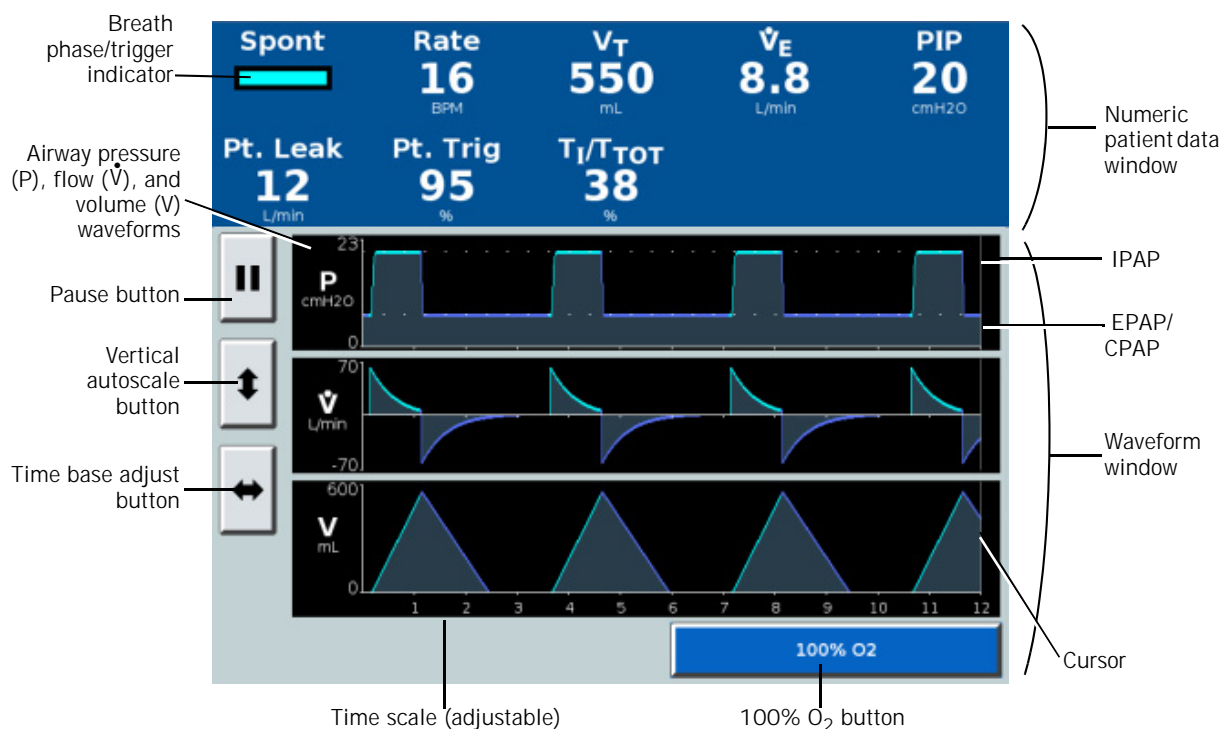 Breath
phase/trigger
indicator
Spont
Rate
16
BPM
VT
550
mL
V̇E
8.8
L/min
PIP
20
cmH2O
Pt. Leak
12
L/min
Pt. Trig
95
%
TI/TTOT
38
%
Numeric
patient data
window
Airway pressure
(P), flow (V̇), and
volume (V)
waveforms
Pause button
Vertical
autoscale
button
Time base adjust
button
23
P
cmH2O
0
70
V̇
L/min
-70
600
V
mL
0
1 2 3 4 5 6 7 8 9 10 11 12
IPAP
EPAP/
CPAP
Waveform
window
Cursor
100% O2
Time scale (adjustable)
100% O2 button